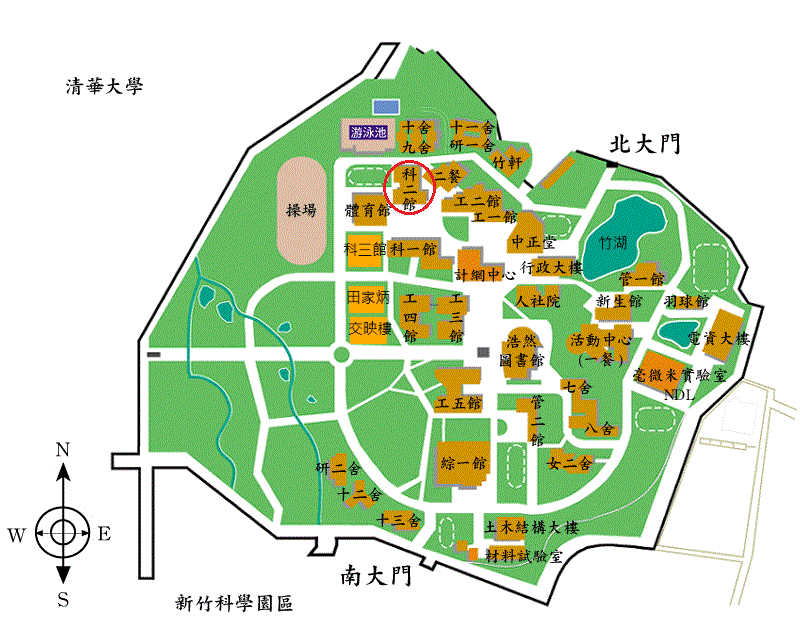 清華大學
北大門
游泳池
十舍
九舍
十一舍
研一舍
竹軒
科二館
二餐
操場
體育館
工二館
工一館
中正堂
竹湖
科三館
科一館
計網中心
行政大樓
管一館
田家炳
工四館
工三館
人社院
新生館
羽球館
交映樓
浩然
圖書館
活動中心
(一餐)
電資大樓
毫微米實驗室
NDL
工五館
管二館
七舍
八舍
研二舍
十二舍
十三舍
綜一館
女二舍
土木結構大樓
材料試驗室
N
W
E
S
南大門
新竹科學園區